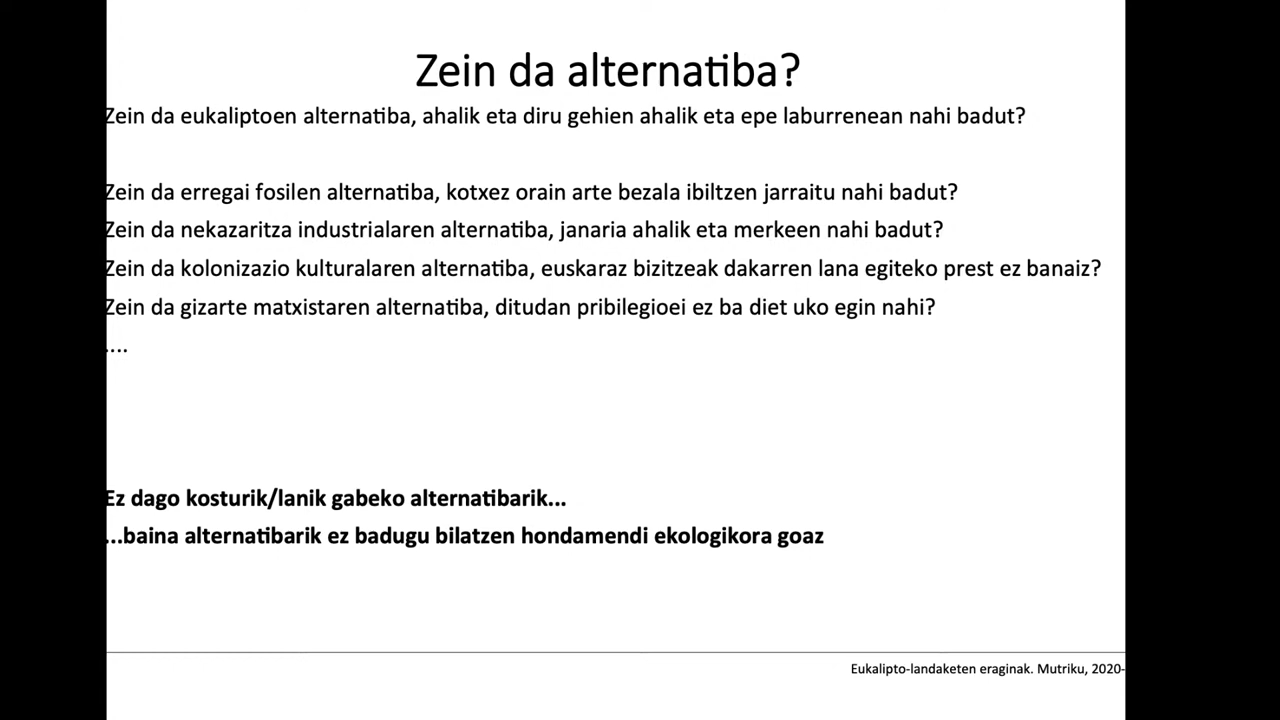 Zein da alternatiba?
Zein da eukaliptoen alternatiba, ahalik eta diru gehien ahalik eta epe laburrenean nahi badut?
Zein da erregai fosilen alternatiba, kotxez orain arte bezala ibiltzen jarraitu nahi badut?
Zein da nekazaritza industrialaren alternatiba, janaria ahalik eta merkeen nahi badut?
Zein da kolonizazio kulturalaren alternatiba, euskaraz bizitzeak dakarren lana egiteko prest ez banaiz?
Zein da gizarte matxistaren alternatiba, ditudan pribilegioei ez ba diet uko egin nahi?
....
Ez dago kosturik/lanik gabeko alternatibarik...
...baina alternatibarik ez badugu bilatzen hondamendi ekologikora goaz
Eukalipto-landaketen eraginak. Mutriku, 2020-